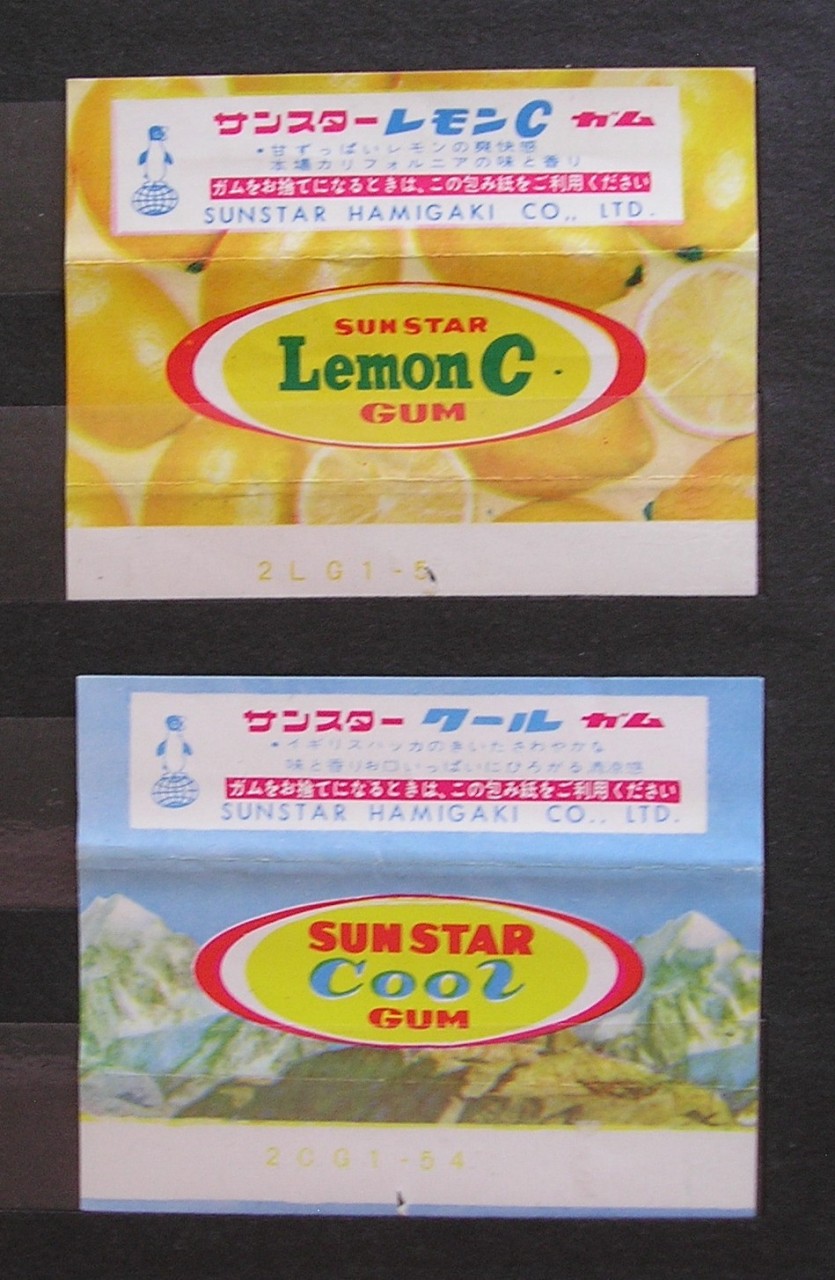 サンスターレモンC ガム
・甘ずっぱいレモンの爽快感
本場カリフォルニアの味と香り
ガムをお捨てになるときは、この包み紙をご利用ください
SUNSTAR HAMIGAKI CO., LTD.
SUNSTAR
Lemon C
GUM
2LG1-5
サンスター クール ガム
・イギリスハッカのきいたさわやかな
味と香りお口いっぱいにひろがる清涼感
ガムをお捨てになるときは、この包み紙をご利用ください
SUNSTAR HAMIGAKI CO., LTD.
SUNSTAR
Cool
GUM
2CG1-54